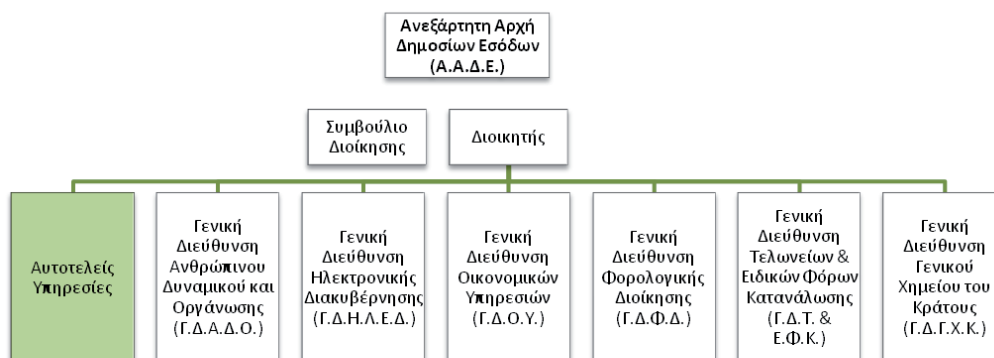 Ανεξάρτητη Αρχή
Δημοσίων Εσόδων
(Α.Α.Δ.Ε.)
Συμβούλιο
Διοίκησης
Διοικητής
Αυτοτελείς
Υπηρεσίες
Γενική
Διεύθυνση
Ανθρώπινου
Δυναμικού και
Οργάνωσης
(Γ.Δ.Α.Δ.Ο.)
Γενική
Διεύθυνση
Ηλεκτρονικής
Διακυβέρνησης
(Γ.Δ.Η.Λ.Ε.Δ.)
Γενική
Διεύθυνση
Οικονομικών
Υπηρεσιών
(Γ.Δ.Ο.Υ.)
Γενική
Διεύθυνση
Φορολογικής
Διοίκησης
(Γ.Δ.Φ.Δ.)
Γενική
Διεύθυνση
Τελωνείων &
Ειδικών Φόρων
Κατανάλωσης
(Γ.Δ.Τ. &
Ε.Φ.Κ.)
Γενική
Διεύθυνση
Γενικού
Χημείου του
Κράτους
(Γ.Δ.Γ.Χ.Κ.)